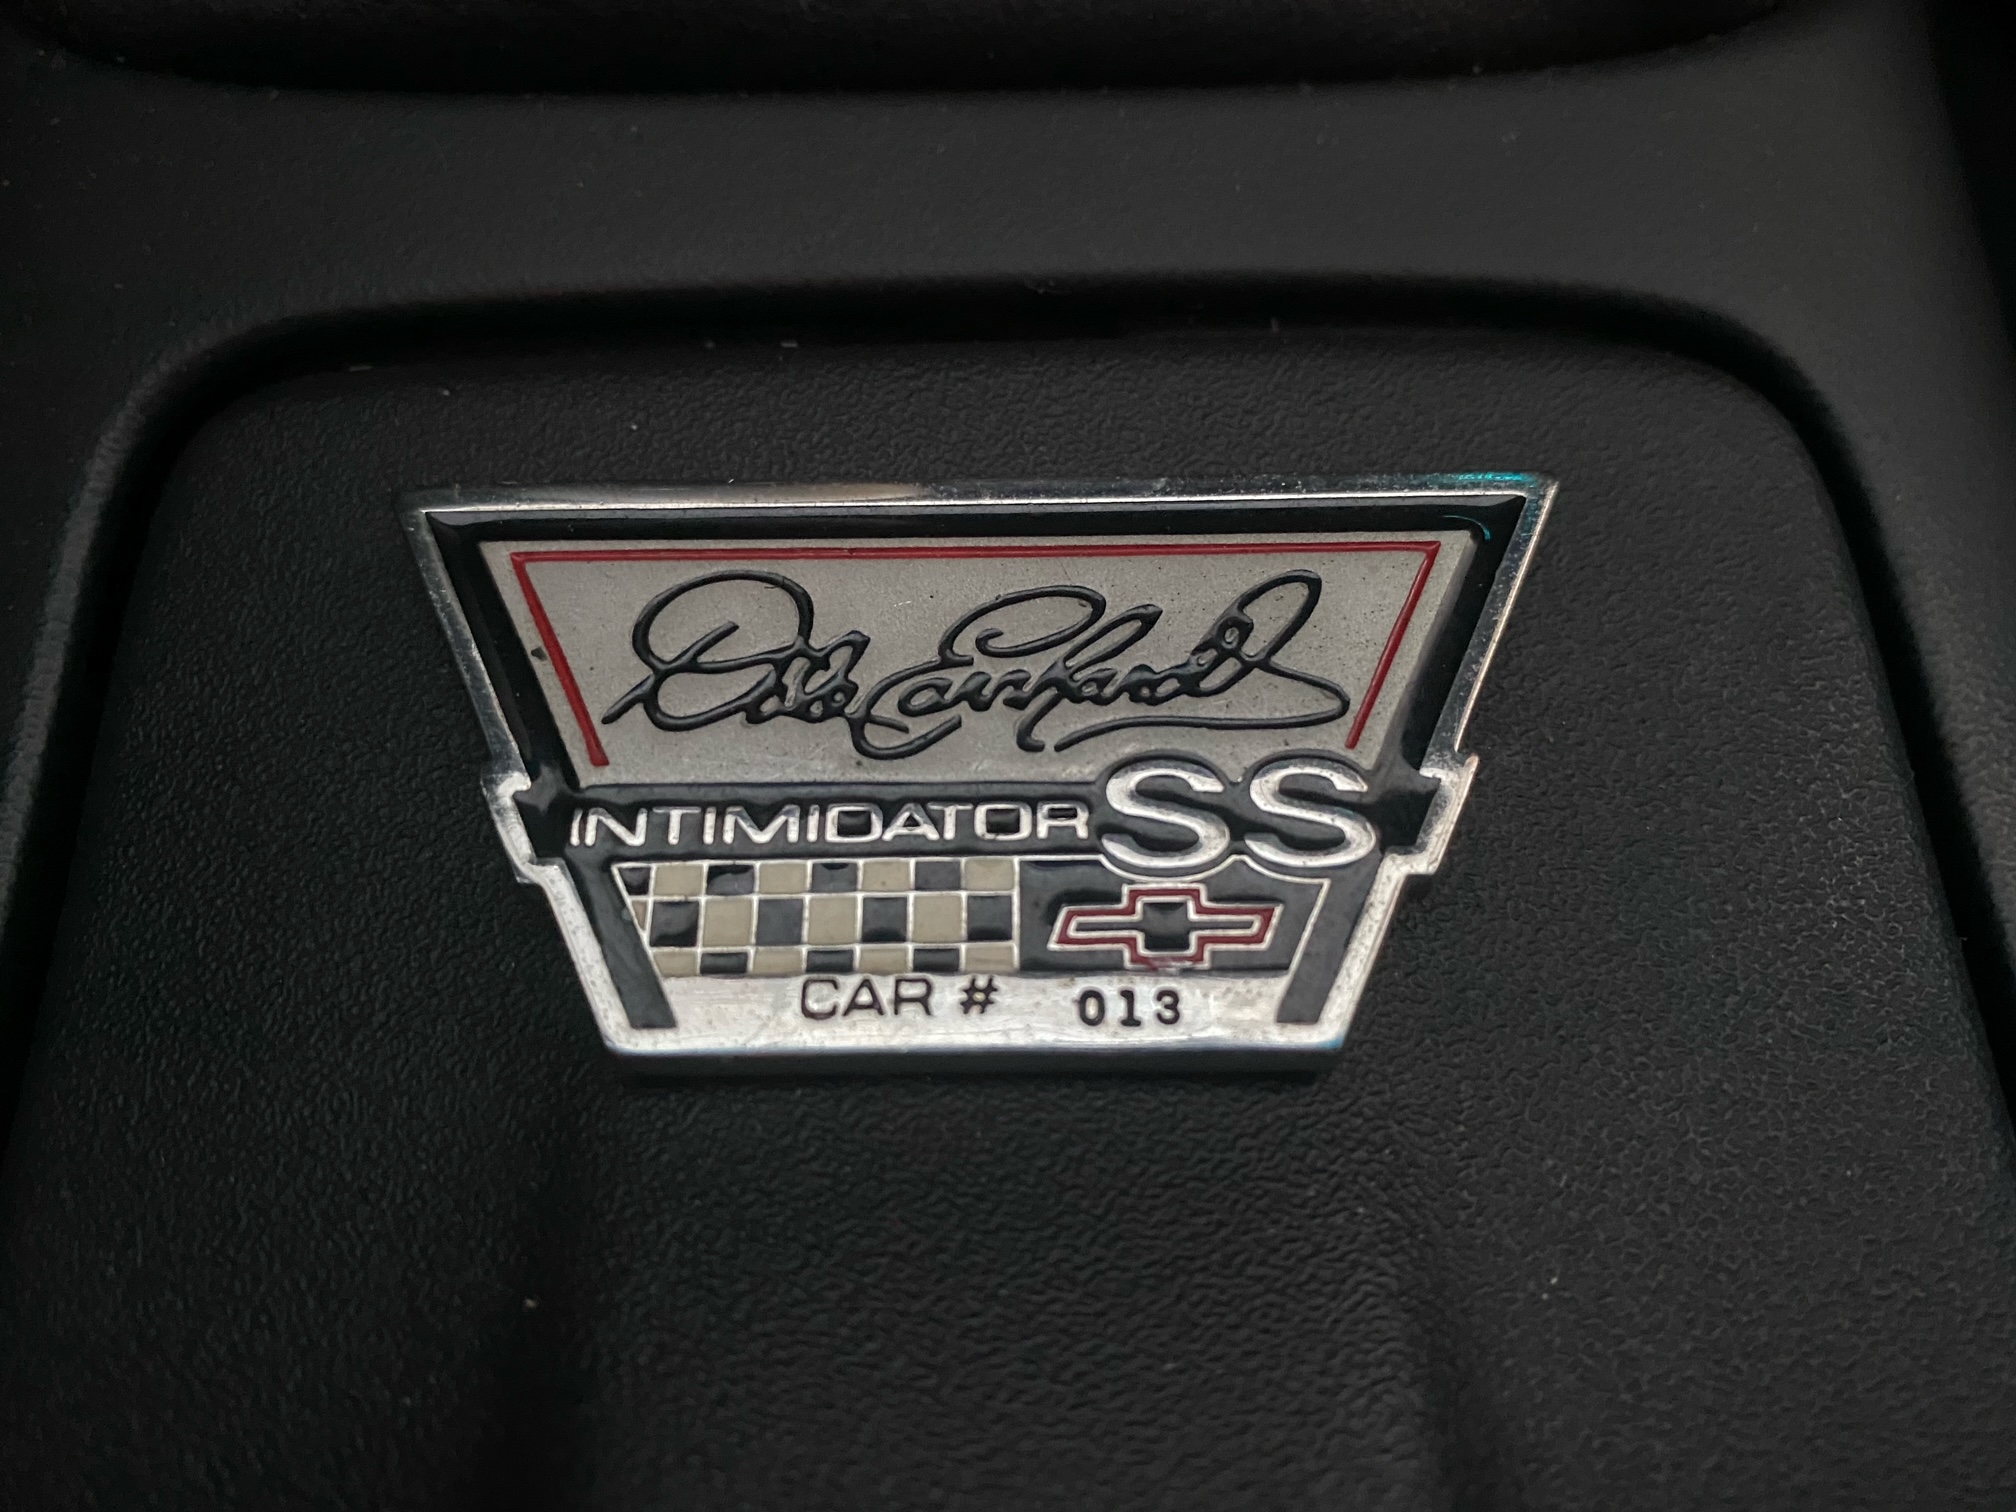 Dale Earnhardt
INTIMIDATOR SS
CAR # 013